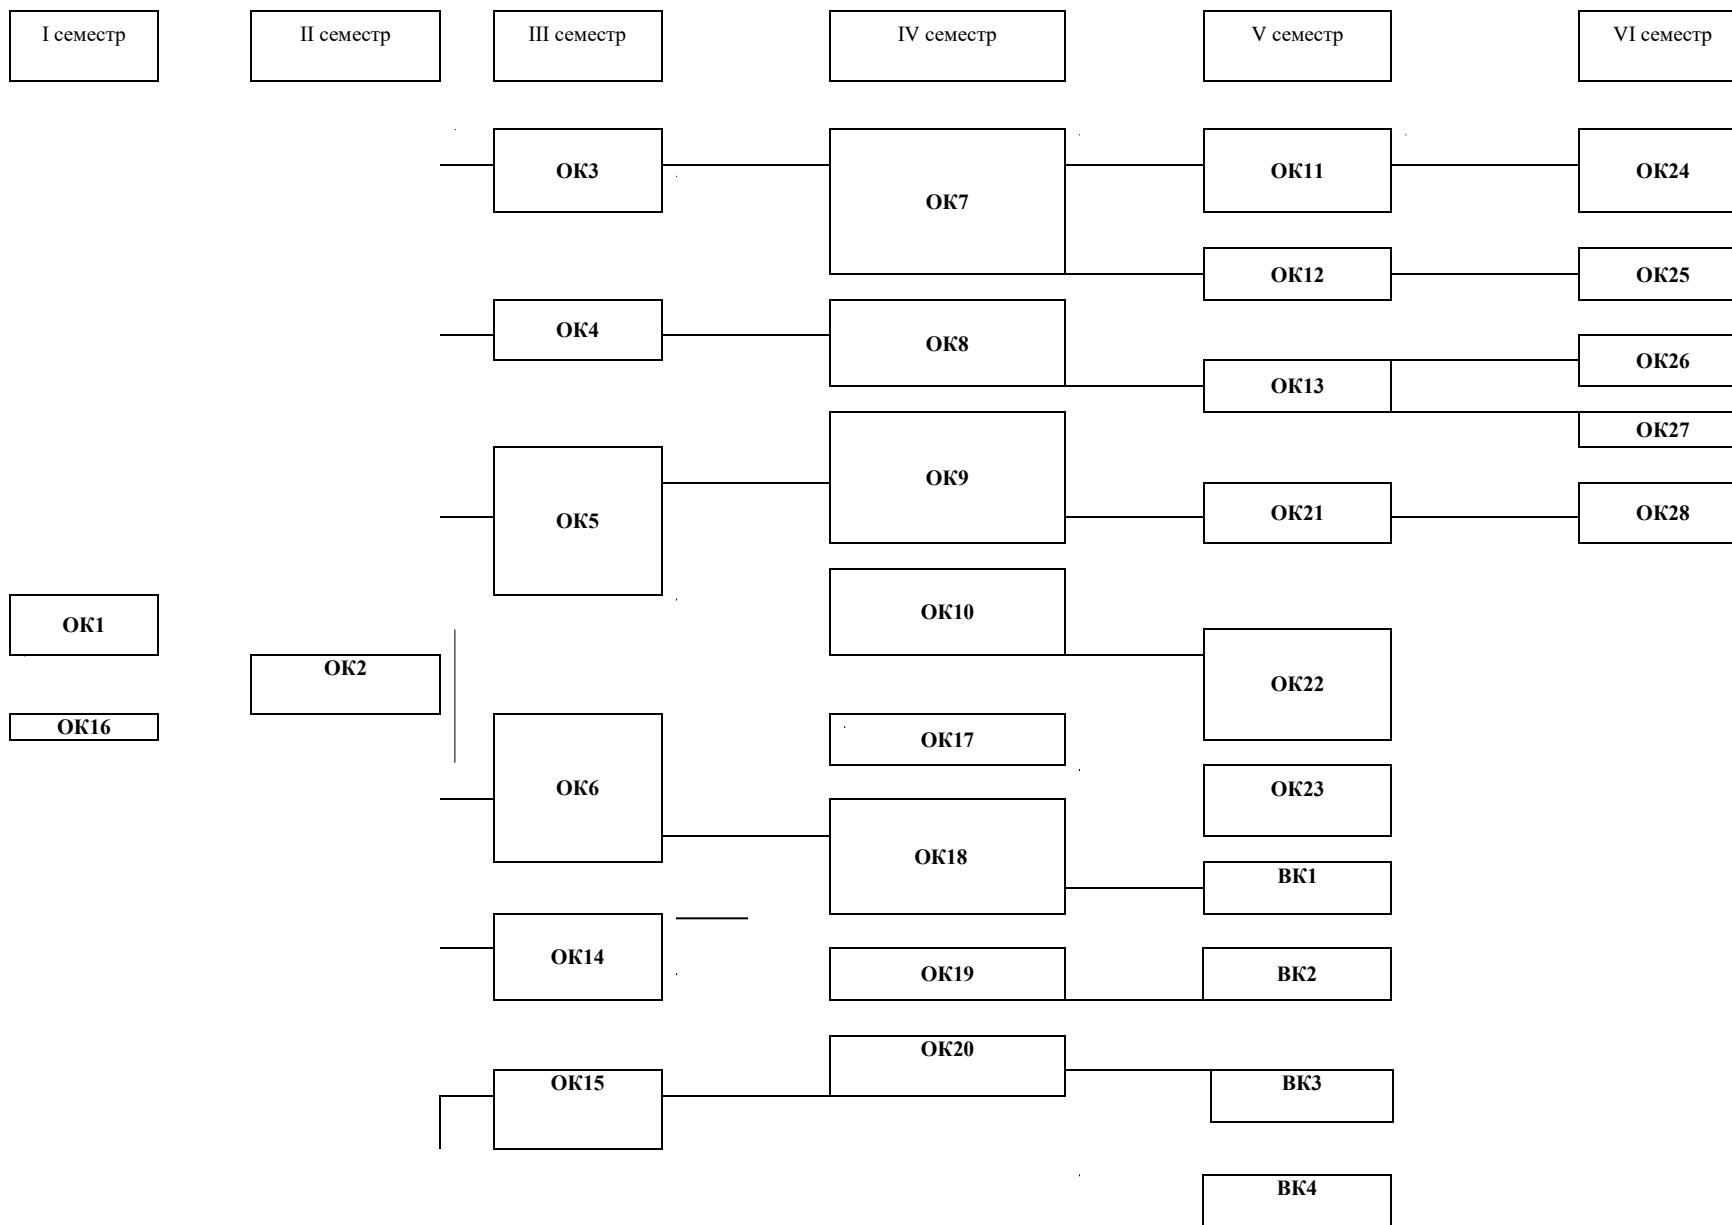 I семестр
II семестр
III семестр
IV семестр
V семестр
VI семестр
ОК3
ОК7
ОК11
ОК24
ОК12
ОК25
ОК4
ОК8
ОК13
ОК26
ОК27
ОК5
ОК9
ОК21
ОК28
ОК1
ОК10
ОК2
ОК22
ОК16
ОК17
ОК6
ОК23
ОК18
ВК1
ОК14
ОК19
ВК2
ОК20
ОК15
ВК3
ВК4